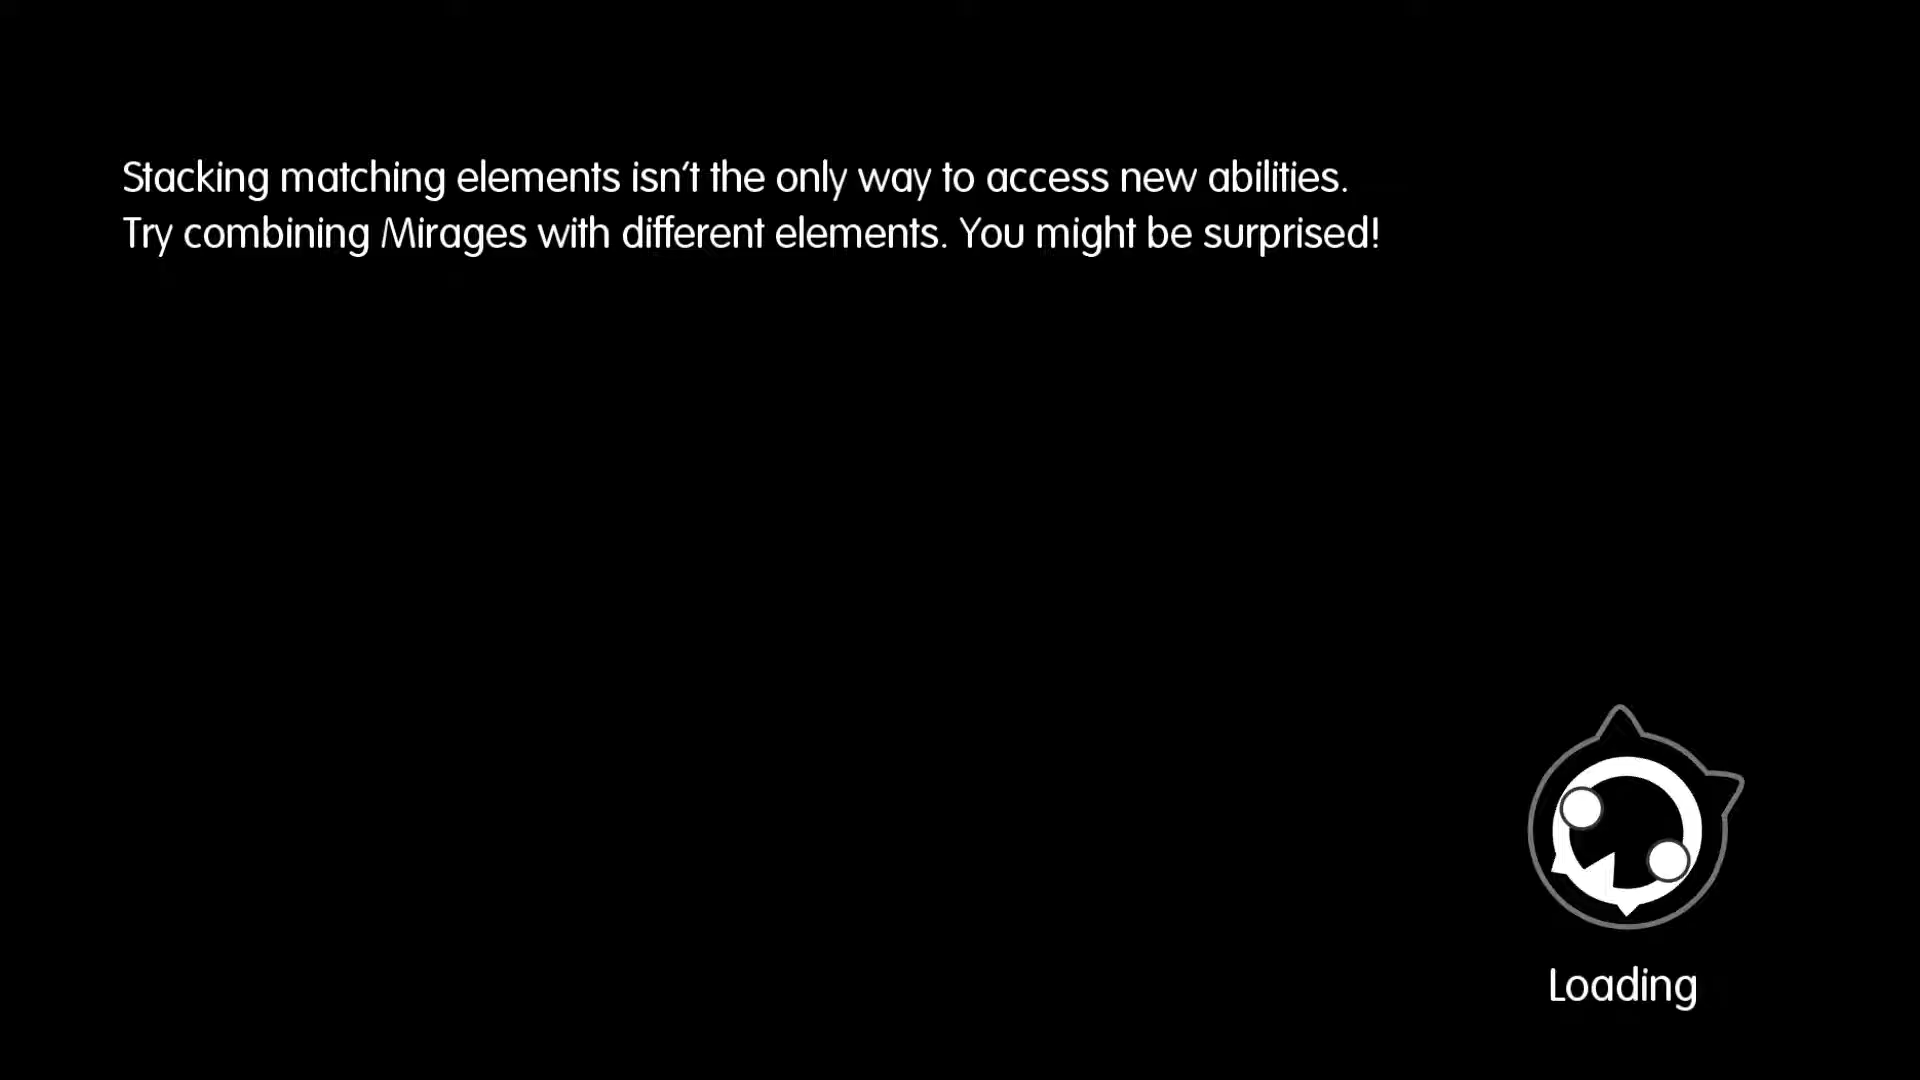 Stacking matching elements isn't the only way to access new abilities.
Try combining Mirages with different elements. You might be surprised!
Loading